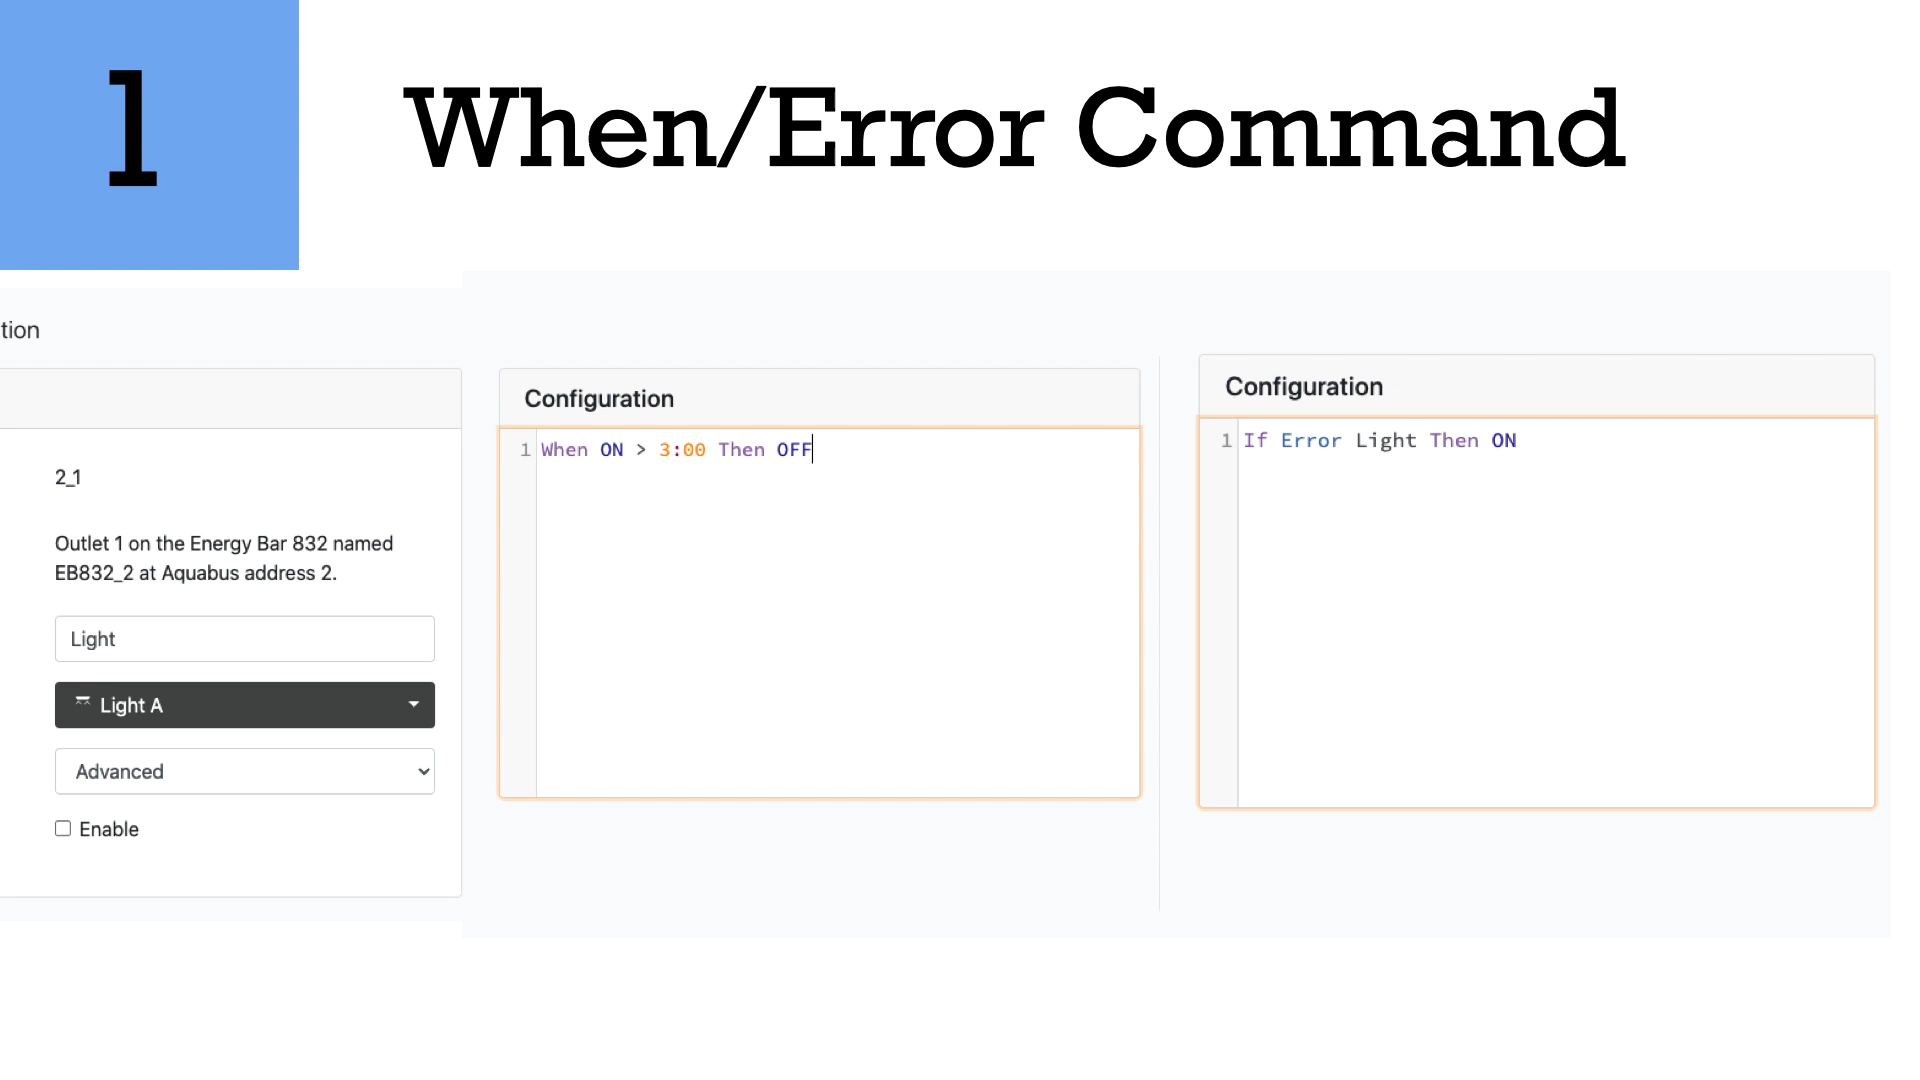 1
When/Error Command
tion
2_1
Outlet 1 on the Energy Bar 832 named
EB832_2 at Aquabus address 2.
Light
Light A
Advanced
Enable
Configuration
1 When ON > 3:00 Then OFF
Configuration
1 If Error Light Then ON